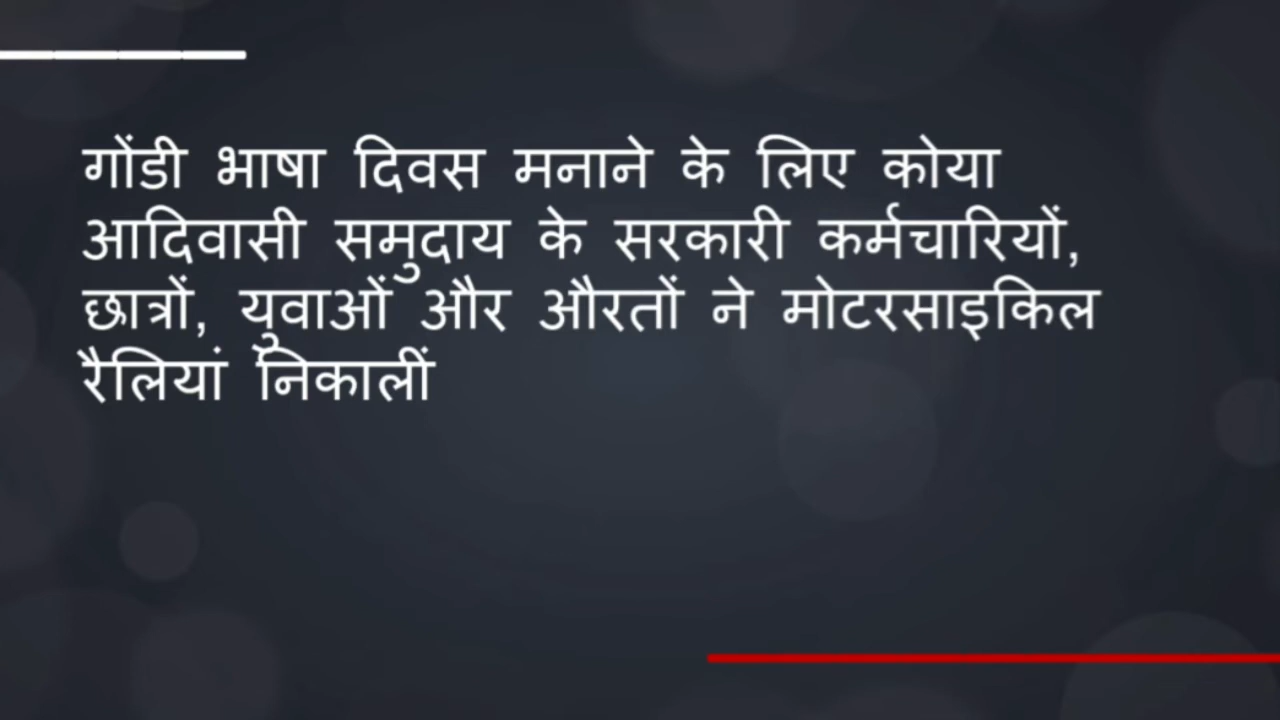 गोंडी भाषा दिवस मनाने के लिए कोया
आदिवासी समुदाय के सरकारी कर्मचारियों,
छात्रों, युवाओं और औरतों ने मोटरसाइकिल
रैलियां निकालीं